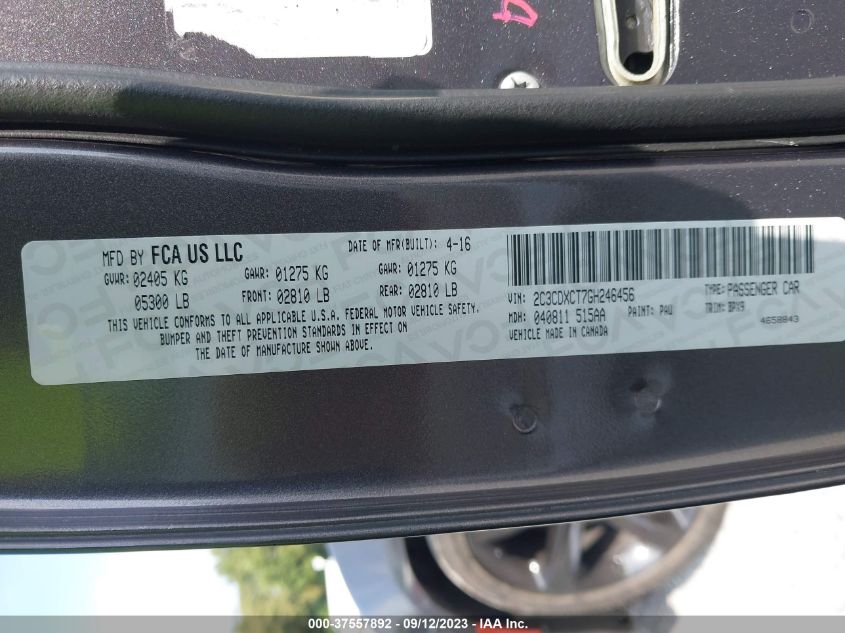 MFD BY FCA US LLC DATE OF MFR(BUILT): 4-16
GVWR: 02405 KG GAWR: 01275 KG GAWR: 01275 KG
05300 LB FRONT: 02810 LB REAR: 02810 LB
THIS VEHICLE CONFORMS TO ALL APPLICABLE U.S.A. FEDERAL MOTOR VEHICLE SAFETY,
BUMPER AND THEFT PREVENTION STANDARDS IN EFFECT ON
THE DATE OF MANUFACTURE SHOWN ABOVE.
VIN: 2C3CDXCT7GH246456 TYPE: PASSENGER CAR
MDH: 040811 515AA PAINT: PAU TRIM: BPX9
VEHICLE MADE IN CANADA 4658843
000-37557892 - 09/12/2023 - IAA Inc.